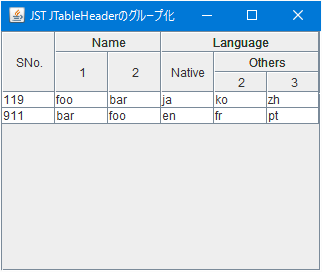 JST JTableHeaderのグループ化
Name Language
SNo. 1 2 Native Others
2 3
119 foo bar ja ko zh
911 bar foo en fr pt